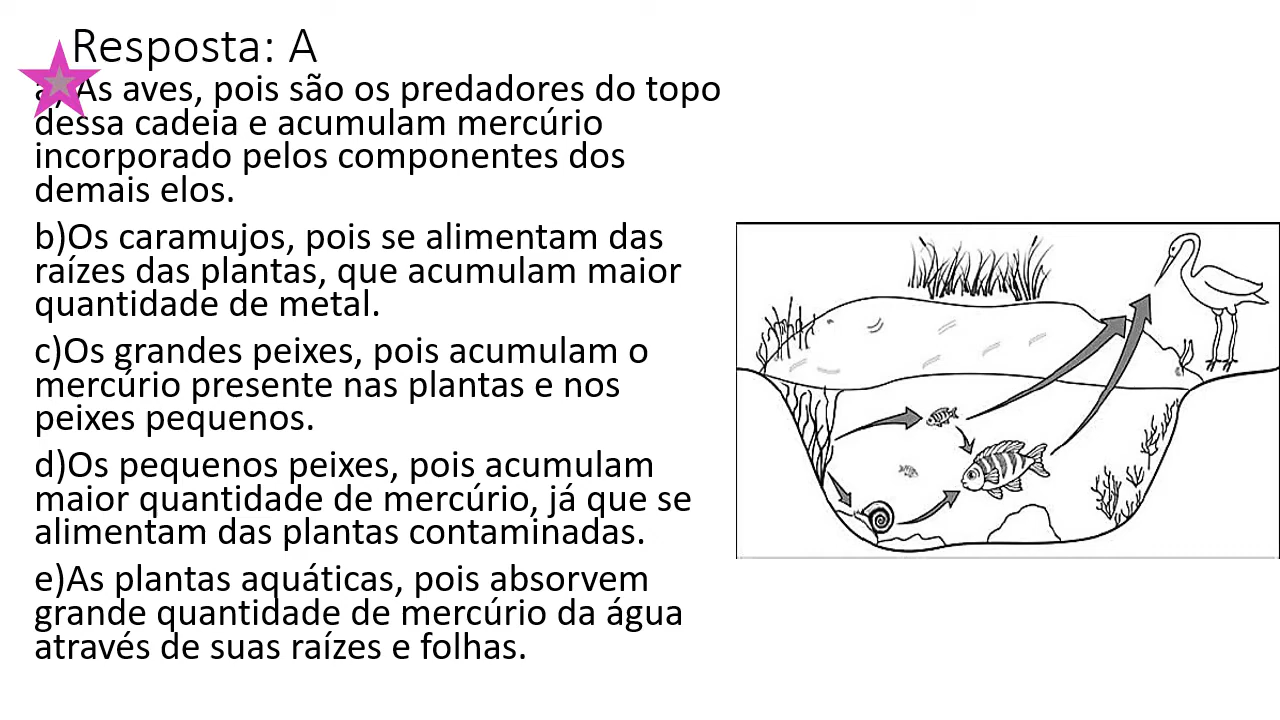 Resposta: A
a) As aves, pois são os predadores do topo
dessa cadeia e acumulam mercúrio
incorporado pelos componentes dos
demais elos.
b)Os caramujos, pois se alimentam das
raízes das plantas, que acumulam maior
quantidade de metal.
c)Os grandes peixes, pois acumulam o
mercúrio presente nas plantas e nos
peixes pequenos.
d)Os pequenos peixes, pois acumulam
maior quantidade de mercúrio, já que se
alimentam das plantas contaminadas.
e)As plantas aquáticas, pois absorvem
grande quantidade de mercúrio da água
através de suas raízes e folhas.